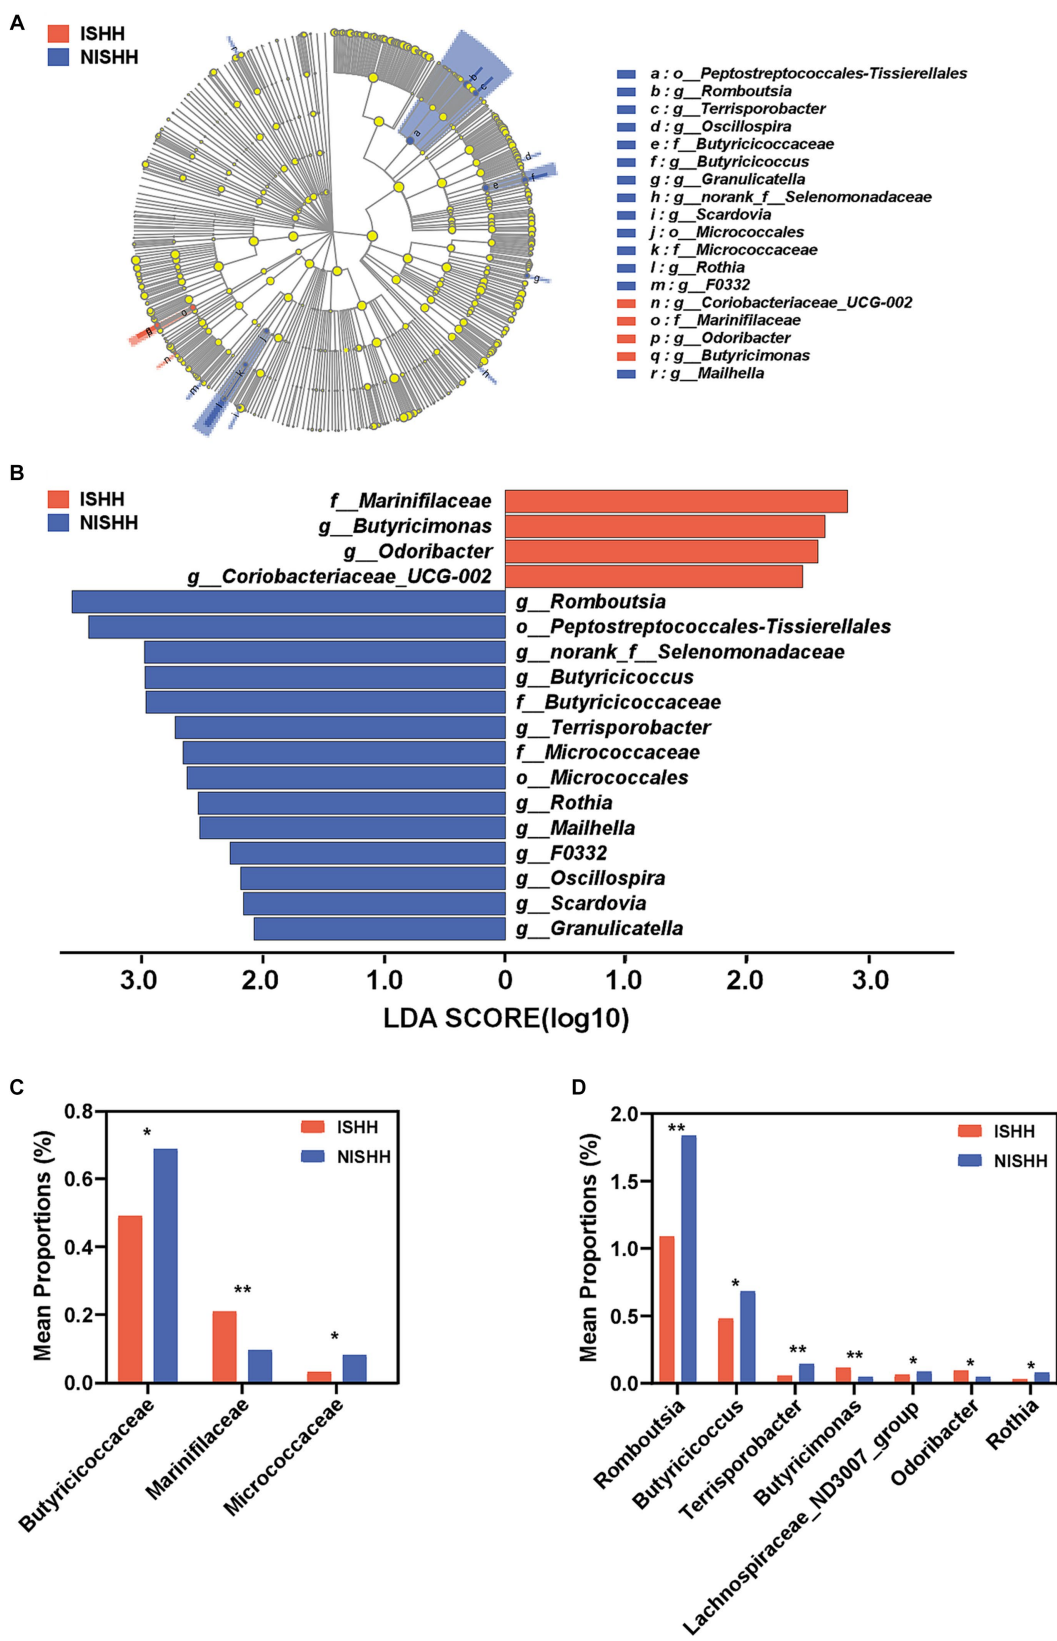 A
ISHH
NISHH
a : o__Peptostreptococcales-Tissierellales
b : g__Romboutsia
c : g__Terrisporobacter
d : g__Oscillospira
e : f__Butyricicoccaceae
f : g__Butyricicoccus
g : g__Granulicatella
h : g__norank_f__Selenomonadaceae
i : g__Scardovia
j : o__Micrococcales
k : f__Micrococcaceae
l : g__Rothia
m : g__F0332
n : g__Coriobacteriaceae_UCG-002
o : f__Marinifilaceae
p : g__Odoribacter
q : g__Butyricimonas
r : g__Mailhella
r
b
c
a
d
f
e
g
h
o
n
m
j
k
l
i
B
ISHH
NISHH
f__Marinifilaceae
g__Butyricimonas
g__Odoribacter
g__Coriobacteriaceae_UCG-002
g__Romboutsia
o__Peptostreptococcales-Tissierellales
g__norank_f__Selenomonadaceae
g__Butyricicoccus
f__Butyricicoccaceae
g__Terrisporobacter
f__Micrococcaceae
o__Micrococcales
g__Rothia
g__Mailhella
g__F0332
g__Oscillospira
g__Scardovia
g__Granulicatella
3.0 2.0 1.0 0 1.0 2.0 3.0
LDA SCORE(log10)
C
Mean Proportions (%)
0.8
0.6
0.4
0.2
0.0
ISHH
NISHH
*
**
*
Butyricicoccaceae
Marinifilaceae
Micrococcaceae
D
Mean Proportions (%)
2.0
1.5
1.0
0.5
0.0
ISHH
NISHH
**
*
**
**
*
*
*
Romboutsia
Butyricicoccus
Terrisporobacter
Butyricimonas
Lachnospiraceae_ND3007_group
Odoribacter
Rothia